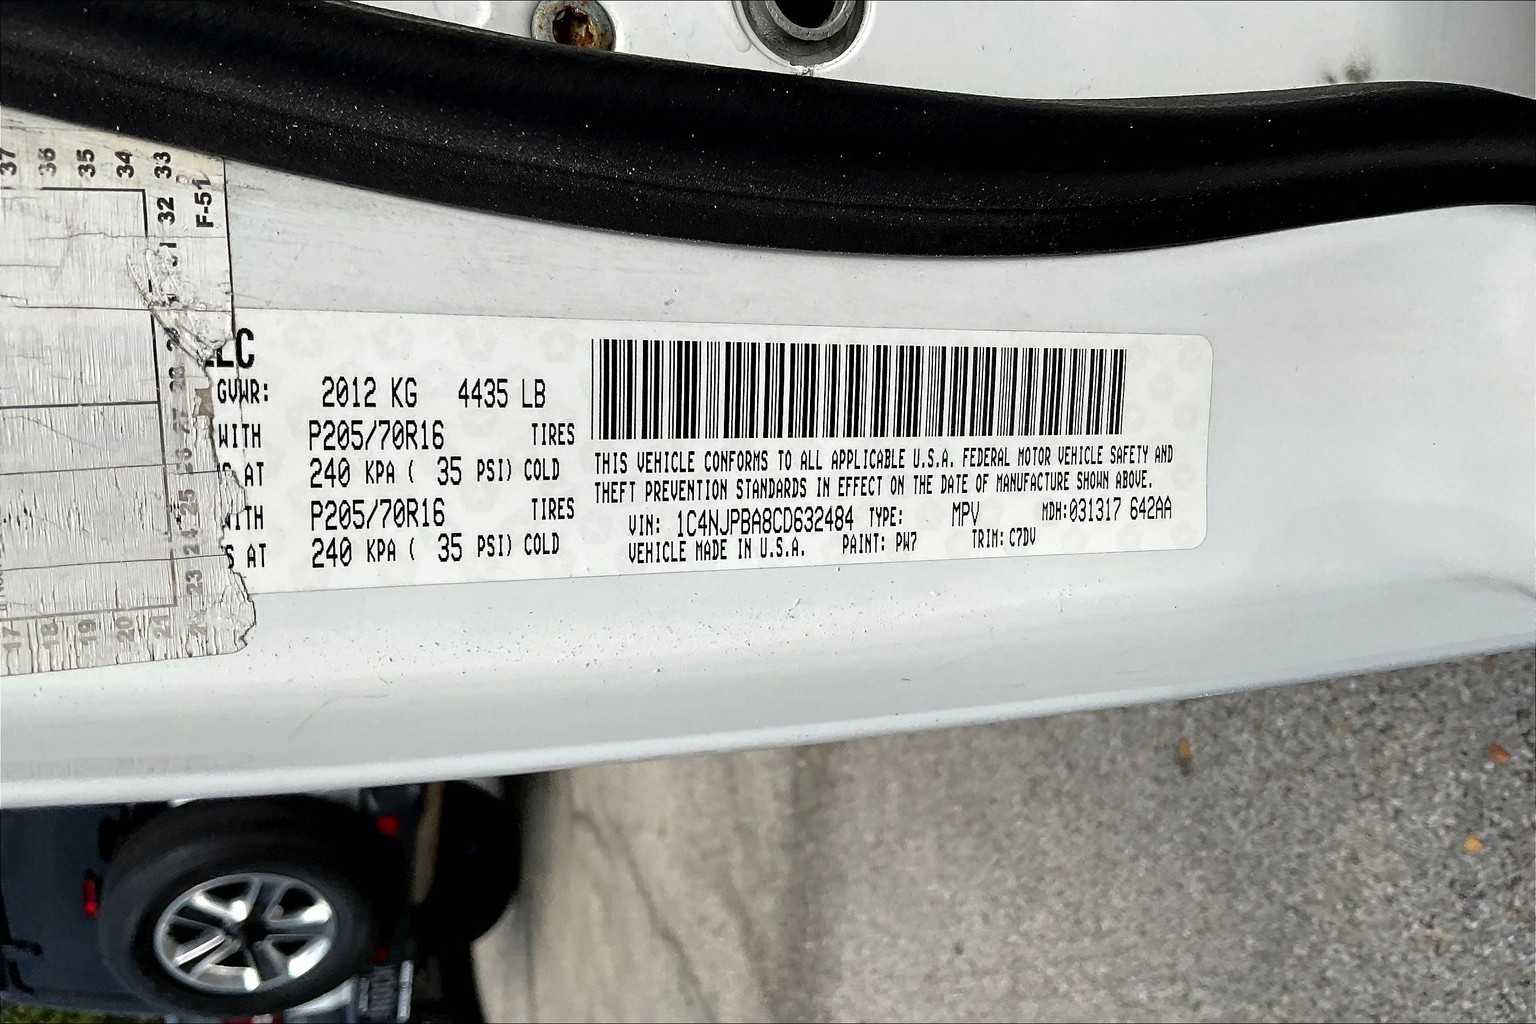 37 36 35 34 33
32
F-51
LC
GVWR: 2012 KG 4435 LB
WITH P205/70R16 TIRES
AT 240 KPA ( 35 PSI) COLD
WITH P205/70R16 TIRES
S AT 240 KPA ( 35 PSI) COLD
THIS VEHICLE CONFORMS TO ALL APPLICABLE U.S.A. FEDERAL MOTOR VEHICLE SAFETY AND
THEFT PREVENTION STANDARDS IN EFFECT ON THE DATE OF MANUFACTURE SHOWN ABOVE.
VIN: 1C4NJPBA8CD632484 TYPE: MPV MDH:031317 642AA
VEHICLE MADE IN U.S.A. PAINT: PW7 TRIM: C7DV
25
24
23
17 18 19 20 21